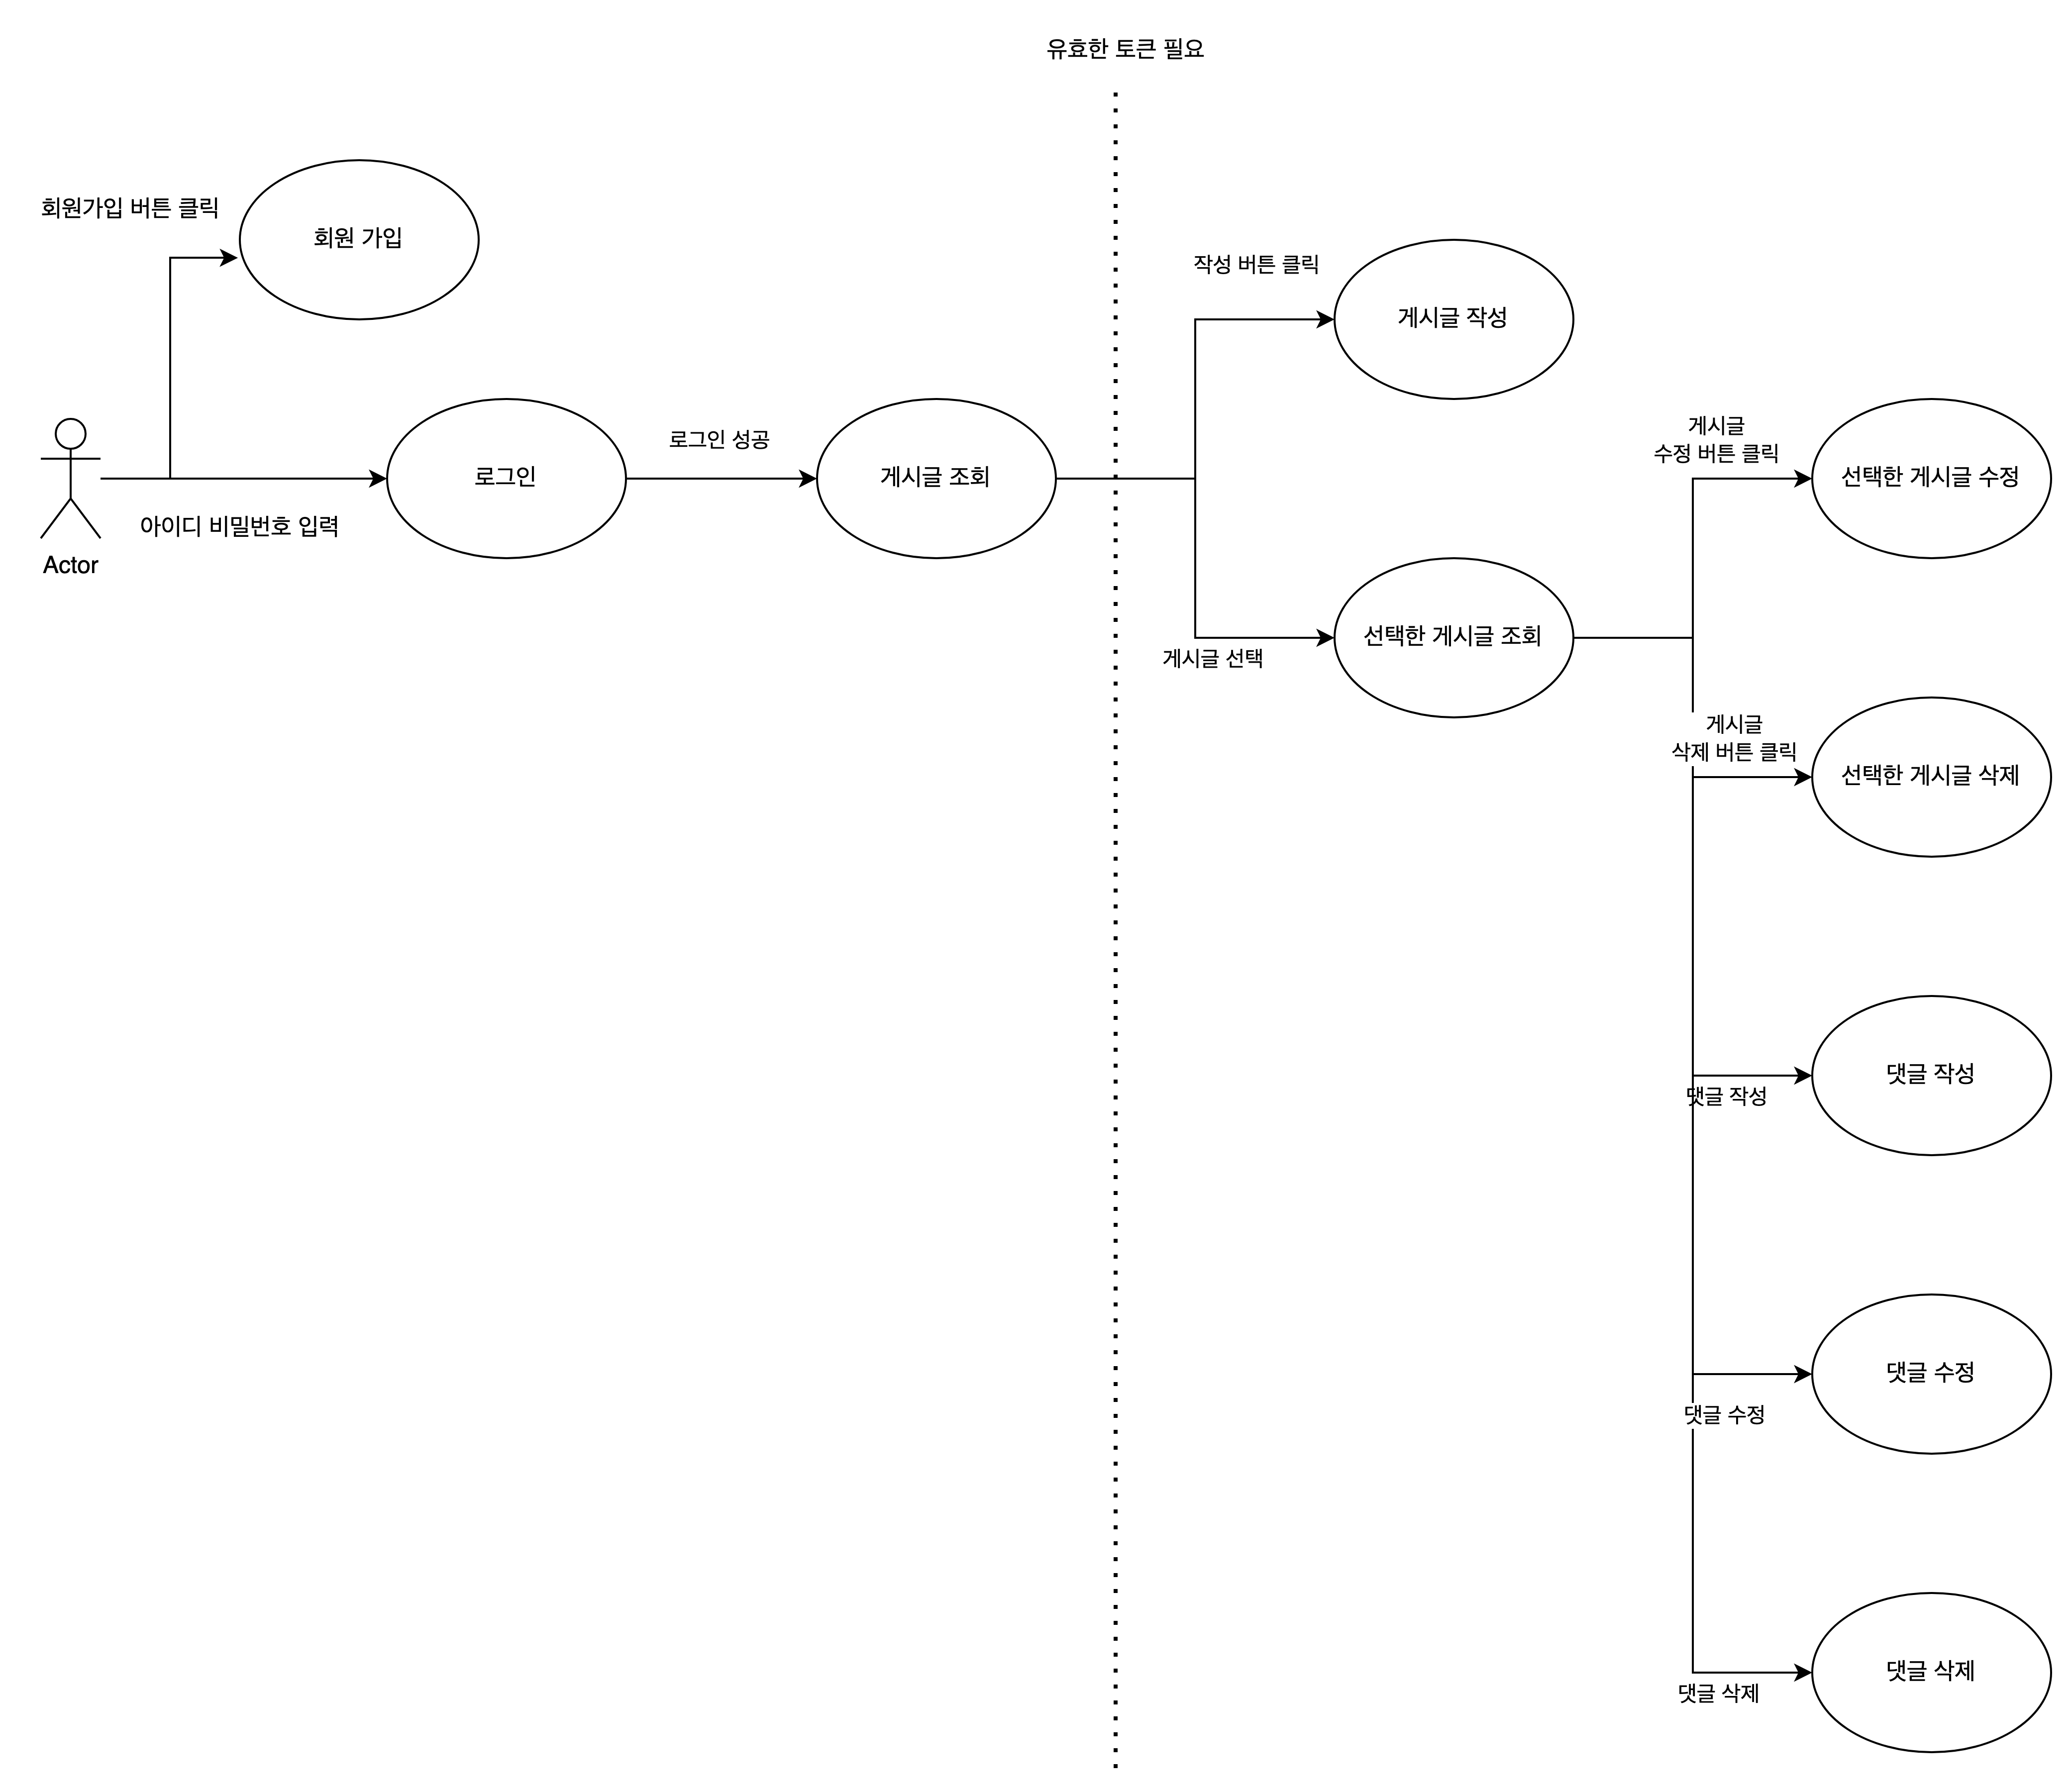 유효한 토큰 필요
회원가입 버튼 클릭
회원 가입
작성 버튼 클릭
게시글 작성
Actor
아이디 비밀번호 입력
로그인
로그인 성공
게시글 조회
게시글 선택
선택한 게시글 조회
게시글
수정 버튼 클릭
선택한 게시글 수정
게시글
삭제 버튼 클릭
선택한 게시글 삭제
댓글 작성
댓글 작성
댓글 수정
댓글 수정
댓글 삭제
댓글 삭제